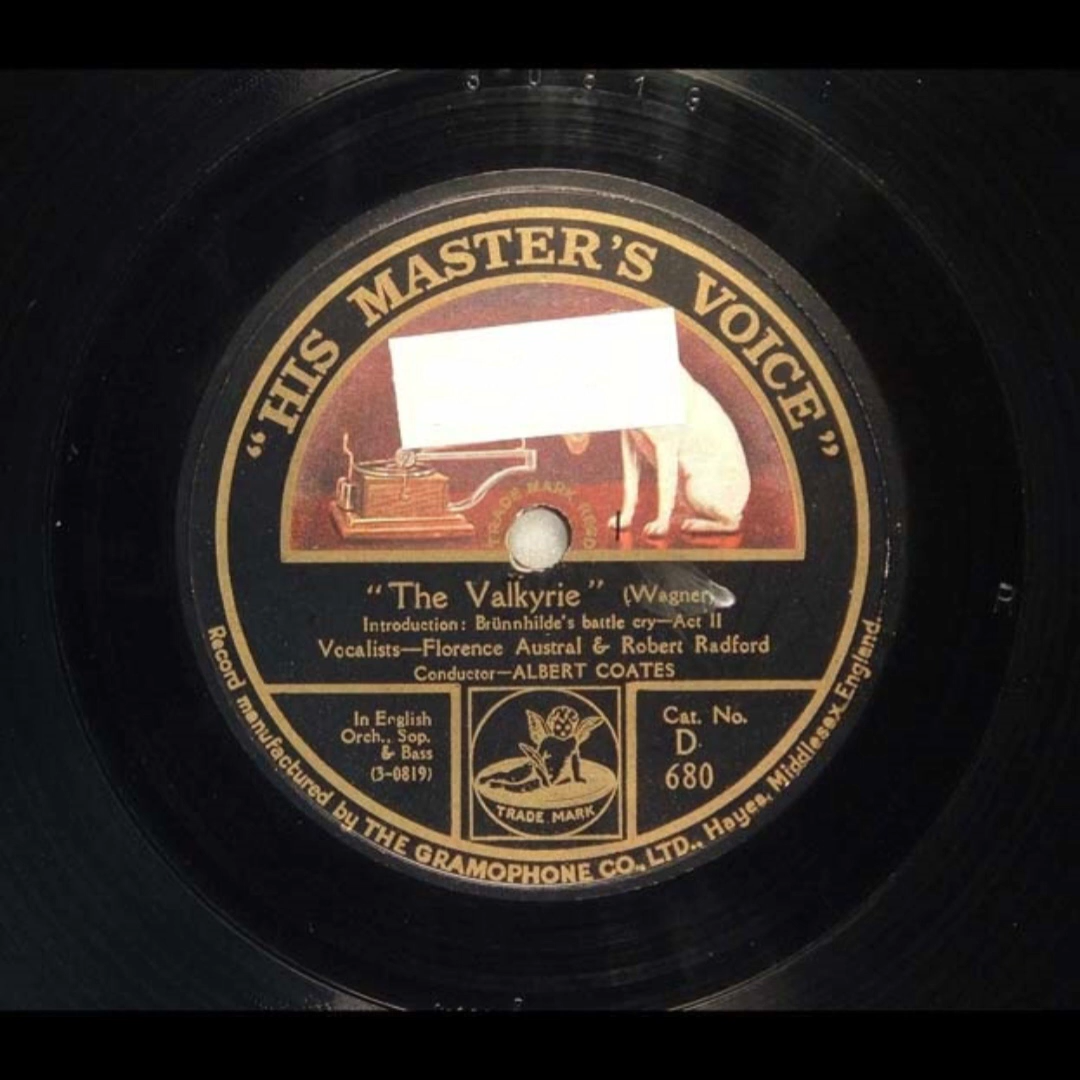 “HIS MASTER'S VOICE”
TRADE MARK
“The Valkyrie” (Wagner)
Introduction: Brünnhilde's battle cry—Act II
Vocalists—Florence Austral & Robert Radford
Conductor—ALBERT COATES
In English
Orch., Sop.
& Bass
(3-0819)
TRADE MARK
Cat. No.
D.
680
Record manufactured by THE GRAMOPHONE CO., LTD., Hayes, Middlesex, England.